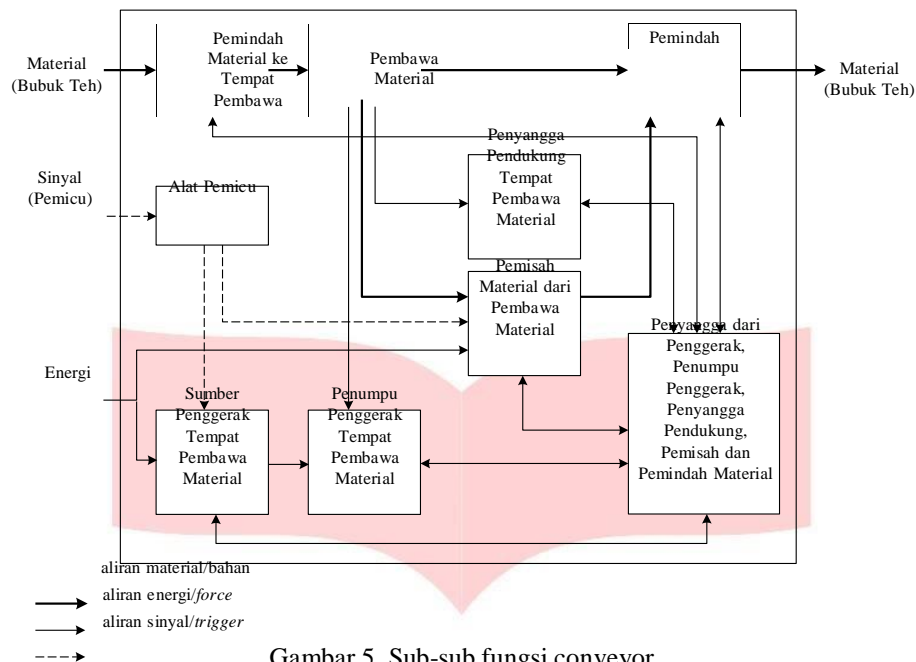 Pemindah
Material ke
Tempat
Pembawa
Pembawa
Material
Pemindah
Material
(Bubuk Teh)
Material
(Bubuk Teh)
Sinyal
(Pemicu)
Alat Pemicu
Penyangga
Pendukung
Tempat
Pembawa
Material
Pemisah
Material dari
Pembawa
Material
Energi
Sumber
Penggerak
Tempat
Pembawa
Material
Penumpu
Penggerak
Tempat
Pembawa
Material
Penyangga dari
Penggerak,
Penumpu
Penggerak,
Penyangga
Pendukung,
Pemisah dan
Pemindah Material
aliran material/bahan
aliran energi/force
aliran sinyal/trigger
Gambar 5. Sub-sub fungsi conveyor